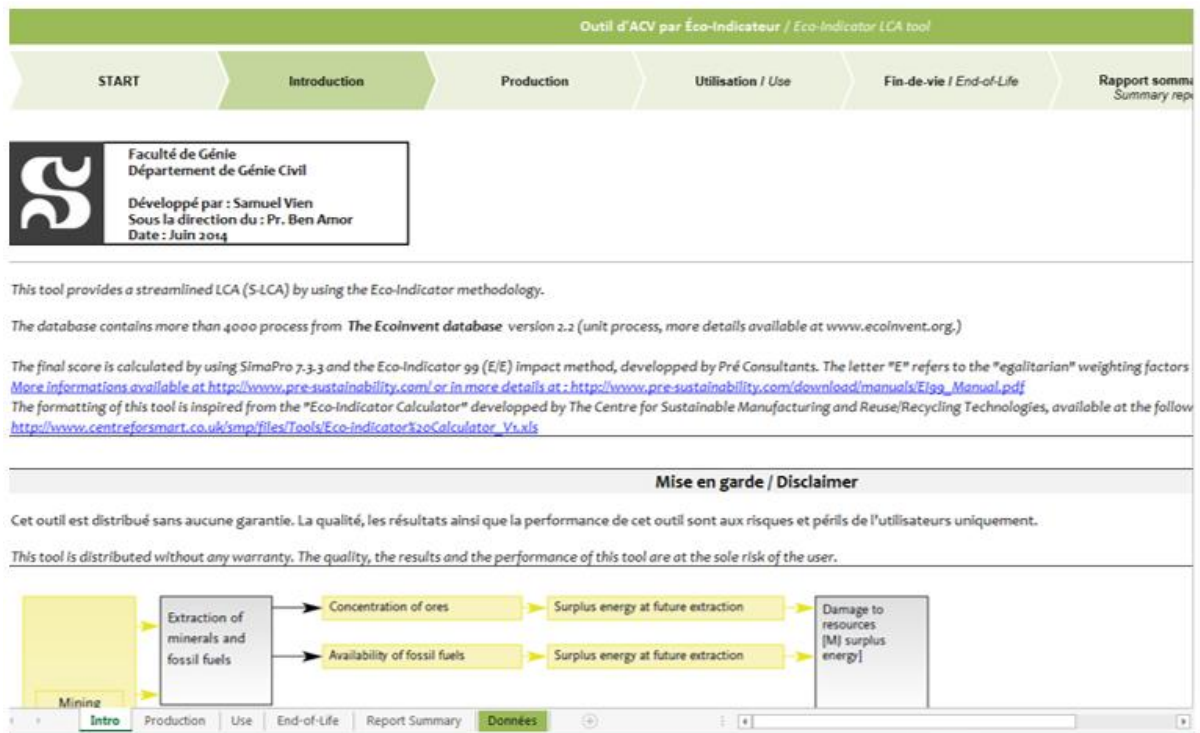 Outil d'ACV par Éco-Indicateur / Eco-Indicator LCA tool
START
Introduction
Production
Utilisation / Use
Fin-de-vie / End-of-Life
Rapport somma
Summary repo
Faculté de Génie
Département de Génie Civil
Développé par : Samuel Vien
Sous la direction du : Pr. Ben Amor
Date : Juin 2014
This tool provides a streamlined LCA (S-LCA) by using the Eco-Indicator methodology.
The database contains more than 4000 process from The Ecoinvent database version 2.2 (unit process, more details available at www.ecoinvent.org.)
The final score is calculated by using SimaPro 7.3.3 and the Eco-Indicator 99 (E/E) impact method, developped by Pré Consultants. The letter "E" refers to the "egalitarian" weighting factors
More informations available at http://www.pre-sustainability.com/ or in more details at : http://www.pre-sustainability.com/download/manuals/EI99_Manual.pdf
The formatting of this tool is inspired from the "Eco-Indicator Calculator" developped by The Centre for Sustainable Manufacturing and Reuse/Recycling Technologies, available at the follow
http://www.centreforsmart.co.uk/smp/files/Tools/Eco-indicator%20Calculator_V1.xls
Mise en garde / Disclaimer
Cet outil est distribué sans aucune garantie. La qualité, les résultats ainsi que la performance de cet outil sont aux risques et périls de l'utilisateurs uniquement.
This tool is distributed without any warranty. The quality, the results and the performance of this tool are at the sole risk of the user.
Mining
Extraction of
minerals and
fossil fuels
Concentration of ores
Surplus energy at future extraction
Availability of fossil fuels
Surplus energy at future extraction
Damage to
resources
[MJ surplus
energy]
Intro
Production
Use
End-of-Life
Report Summary
Données